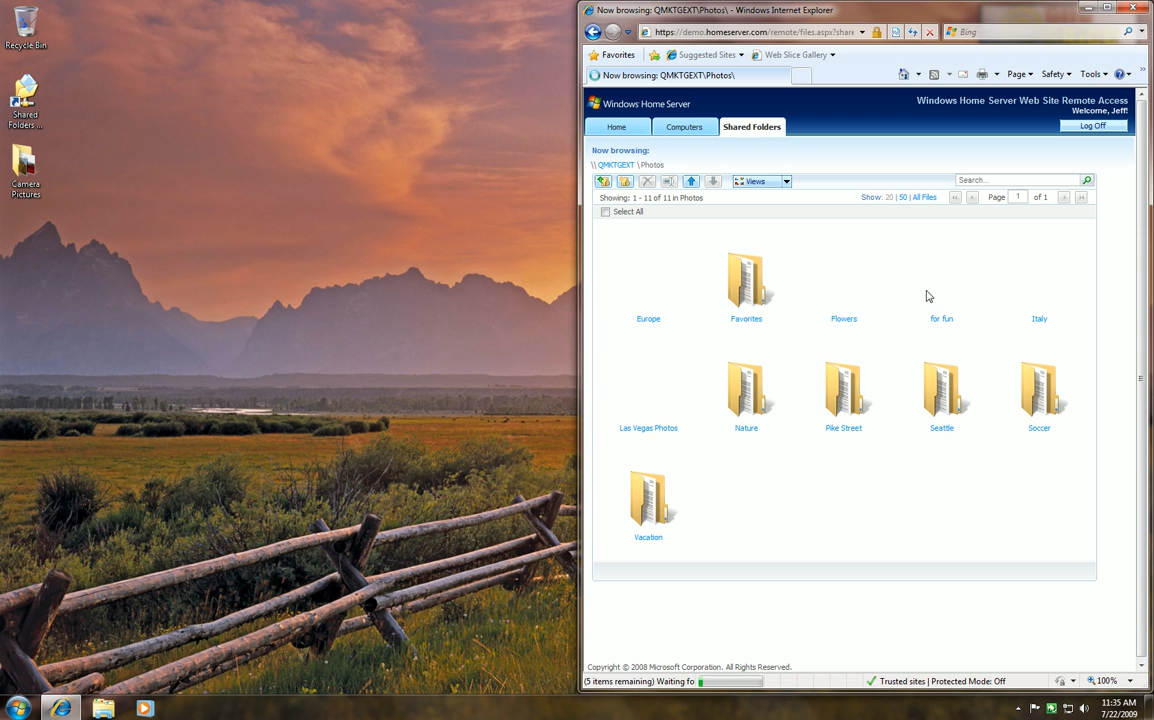 Now browsing: QMKTGEXT\Photos\ - Windows Internet Explorer
https://demo.homeserver.com/remote/files.aspx?share
Bing
Favorites
Suggested Sites
Web Slice Gallery
Now browsing: QMKTGEXT\Photos\
Page
Safety
Tools
Windows Home Server
Windows Home Server Web Site Remote Access
Welcome, Jeff!
Home
Computers
Shared Folders
Log Off
Now browsing:
\\ QMKTGEXT \ Photos
Views
Search...
Showing: 1 - 11 of 11 in Photos
Show: 20 | 50 | All Files
Page 1 of 1
Select All
Europe
Favorites
Flowers
for fun
Italy
Las Vegas Photos
Nature
Pike Street
Seattle
Soccer
Vacation
Copyright © 2008 Microsoft Corporation. All Rights Reserved.
(5 items remaining) Waiting fo
Trusted sites | Protected Mode: Off
100%
Recycle Bin
Shared
Folders ...
Camera
Pictures
11:35 AM
7/22/2009